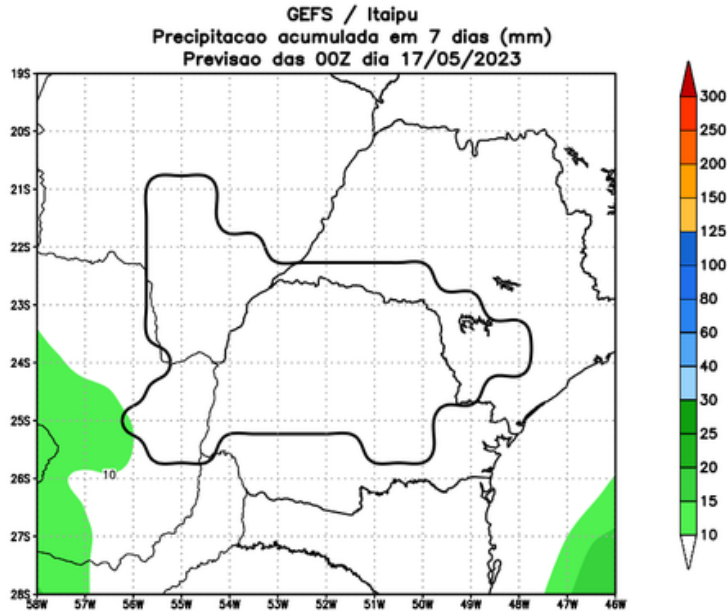 GEFS / Itaipu
Precipitacao acumulada em 7 dias (mm)
Previsao das 00Z dia 17/05/2023
19S
20S
21S
22S
23S
24S
25S
26S
27S
28S
10
58W 57W 56W 55W 54W 53W 52W 51W 50W 49W 48W 47W 46W
300
250
200
150
125
100
80
60
40
30
25
20
15
10